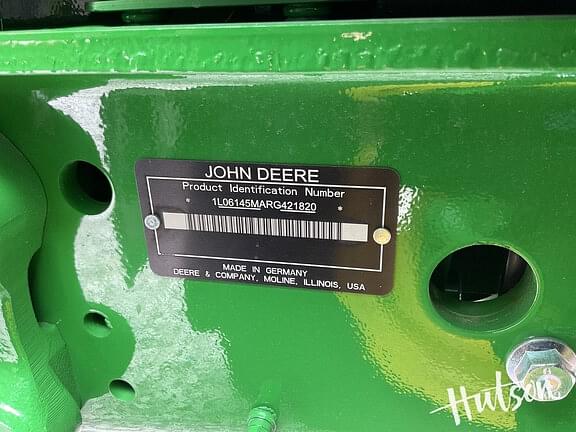 JOHN DEERE
Product Identification Number
* 1L06145MARG421820 *
MADE IN GERMANY
DEERE & COMPANY, MOLINE, ILLINOIS, USA
Hutson